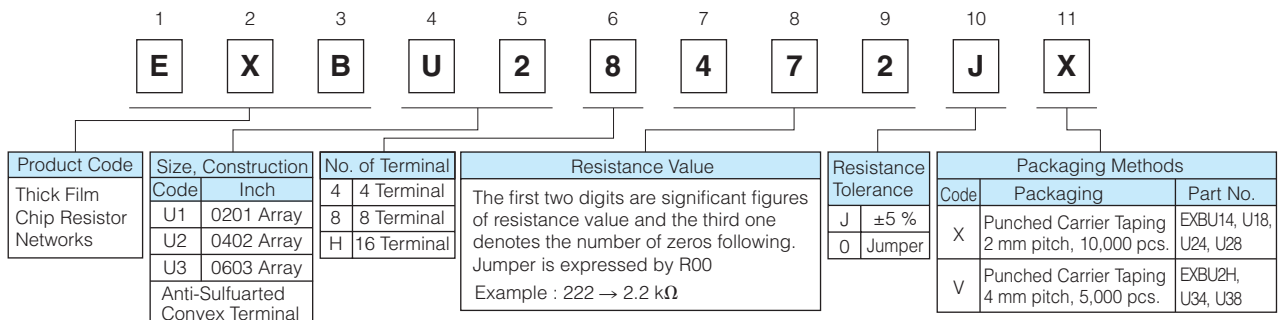 1 2 3 4 5 6 7 8 9 10 11
E X B U 2 8 4 7 2 J X
Product Code
Thick Film
Chip Resistor
Networks
Size, Construction
Code Inch
U1 0201 Array
U2 0402 Array
U3 0603 Array
Anti-Sulfuarted
Convex Terminal
No. of Terminal
4 4 Terminal
8 8 Terminal
H 16 Terminal
Resistance Value
The first two digits are significant figures
of resistance value and the third one
denotes the number of zeros following.
Jumper is expressed by R00
Example : 222 → 2.2 kΩ
Resistance
Tolerance
J ±5 %
0 Jumper
Packaging Methods
Code Packaging Part No.
X Punched Carrier Taping
2 mm pitch, 10,000 pcs.
EXBU14, U18,
U24, U28
V Punched Carrier Taping
4 mm pitch, 5,000 pcs.
EXBU2H,
U34, U38